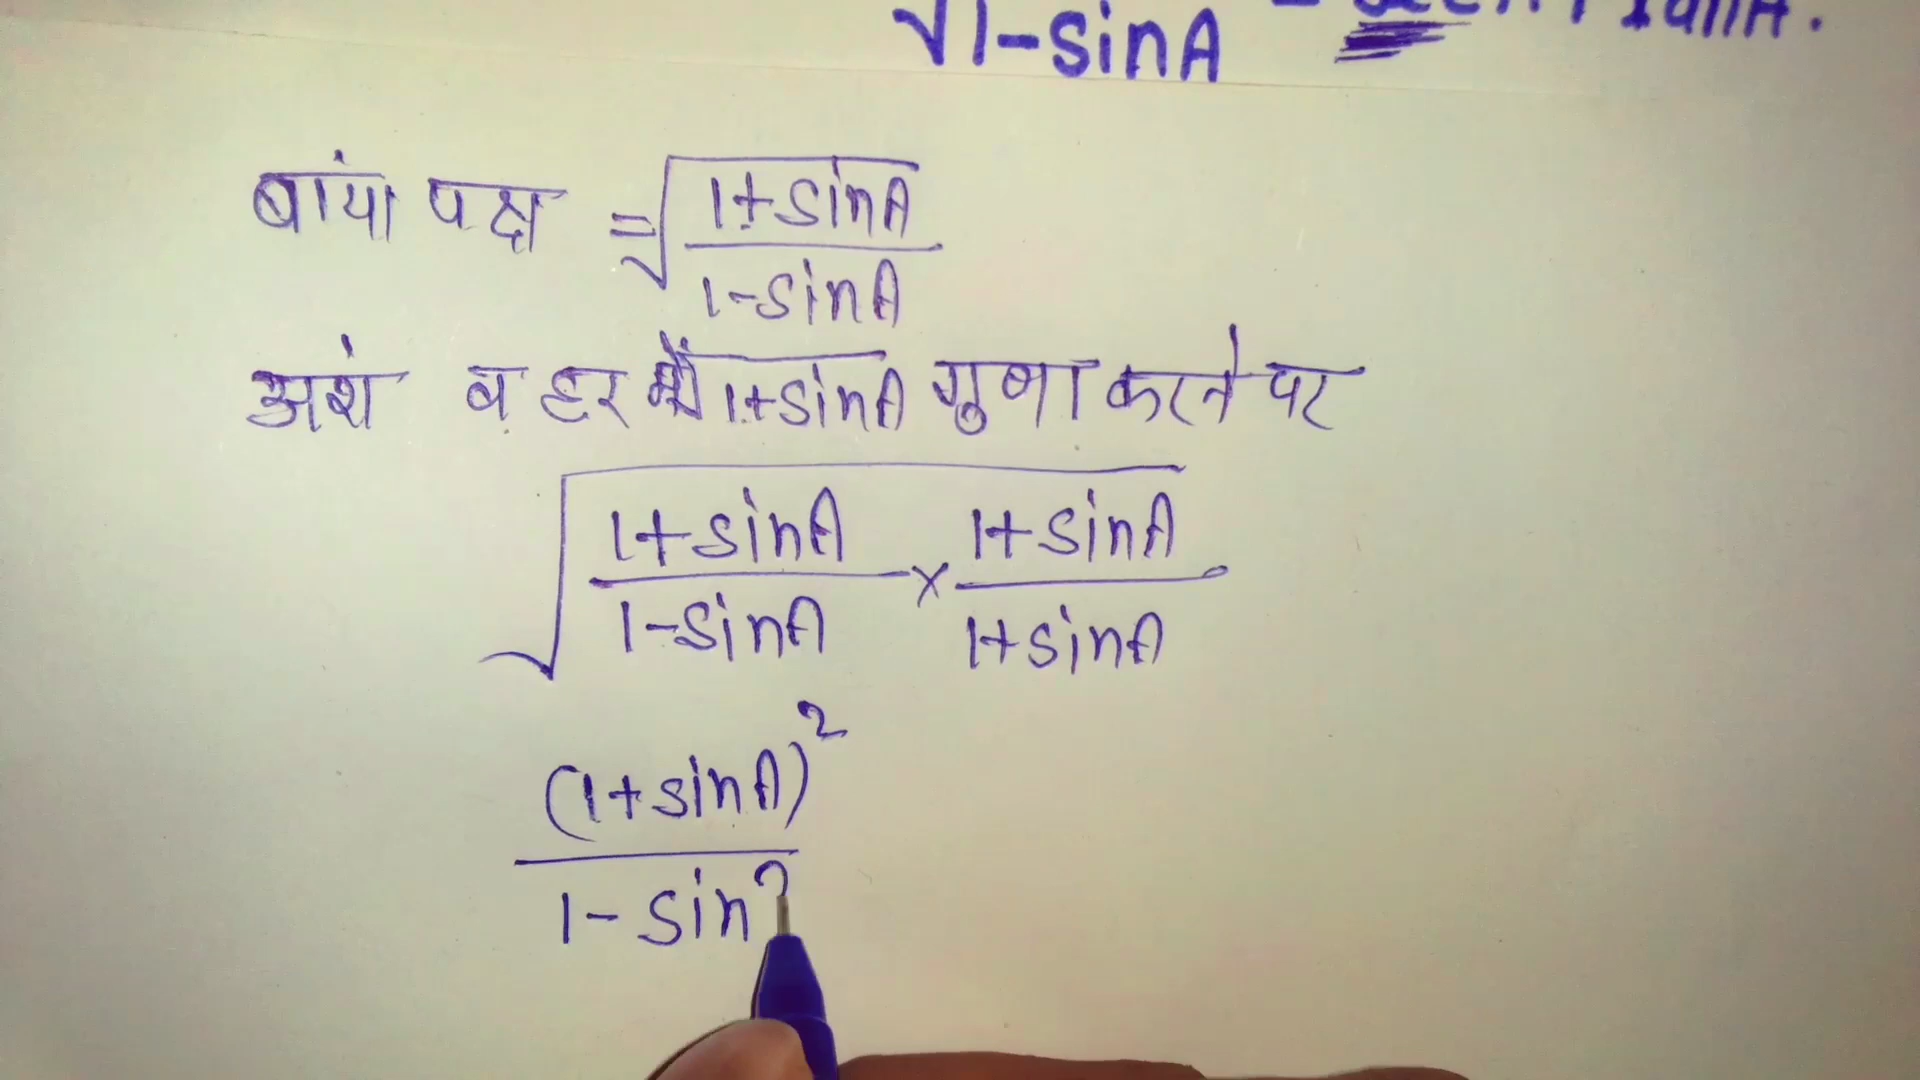 √1-sinA =
बांया पक्ष = √(1+sinA / 1-sinA)
अशं व हर में 1+sinA गुणा करने पर
√(1+sinA / 1-sinA × 1+sinA / 1+sinA)
(1+sinA)²
1-sin²